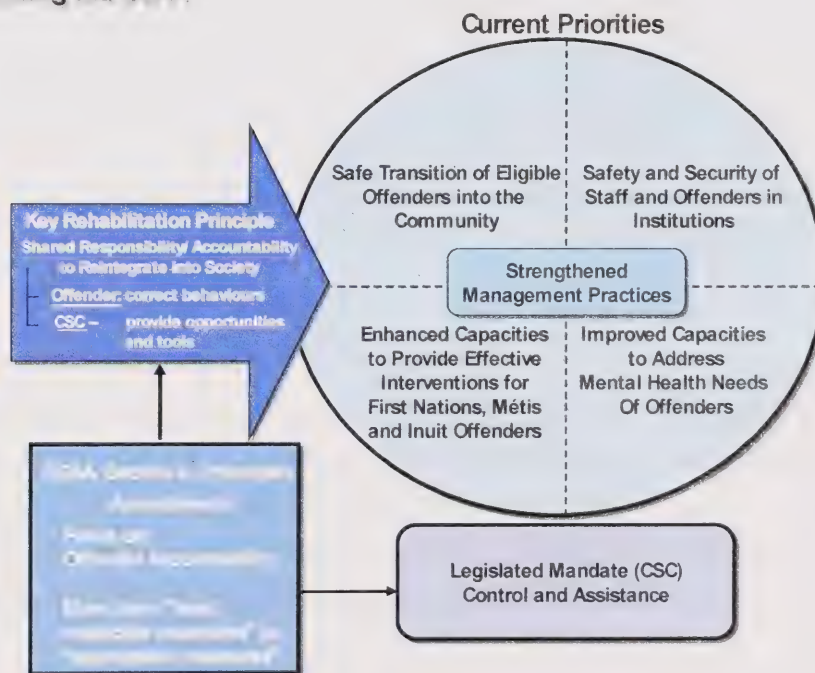 Current Priorities
Safe Transition of Eligible
Offenders into the
Community
Safety and Security of
Staff and Offenders in
Institutions
Key Rehabilitation Principle
Shared Responsibility/ Accountability
to Reintegrate into Society
Offender: correct behaviours
CSC – provide opportunities
and tools
Strengthened
Management Practices
Enhanced Capacities
to Provide Effective
Interventions for
First Nations, Métis
and Inuit Offenders
Improved Capacities
to Address
Mental Health Needs
Of Offenders
Legislated Mandate (CSC)
Control and Assistance